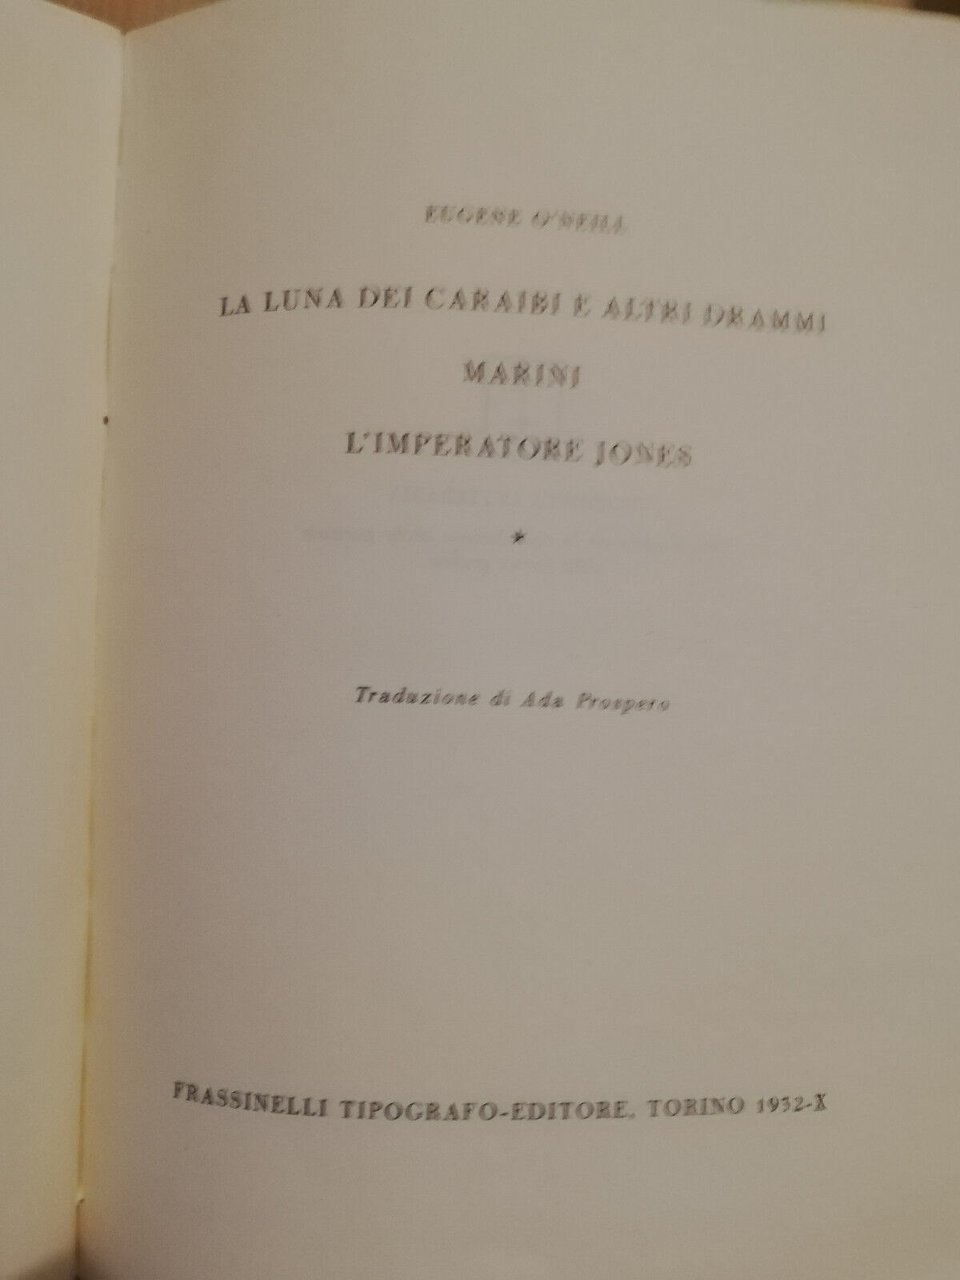 EUGENE O'NEILL
LA LUNA DEI CARAIBI E ALTRI DRAMMI
MARINI
L'IMPERATORE JONES
*
Traduzione di Ada Prospero
FRASSINELLI TIPOGRAFO-EDITORE, TORINO 1932-X